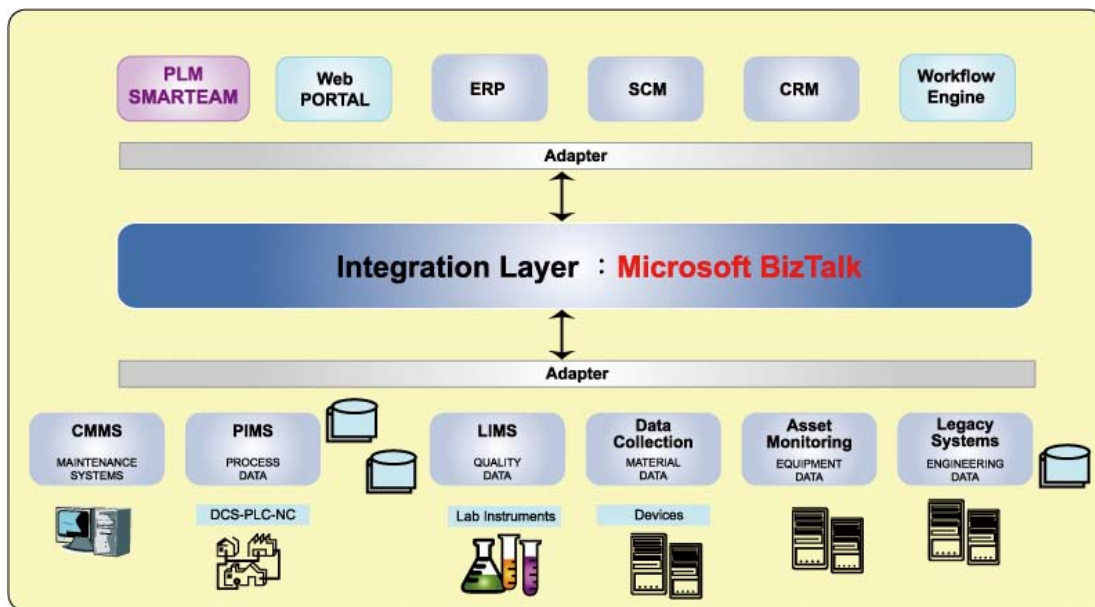 PLM
SMARTEAM
Web
PORTAL
ERP
SCM
CRM
Workflow
Engine
Adapter
Integration Layer : Microsoft BizTalk
Adapter
CMMS
MAINTENANCE
SYSTEMS
PIMS
PROCESS
DATA
LIMS
QUALITY
DATA
Data
Collection
MATERIAL
DATA
Asset
Monitoring
EQUIPMENT
DATA
Legacy
Systems
ENGINEERING
DATA
DCS-PLC-NC
Lab Instruments
Devices